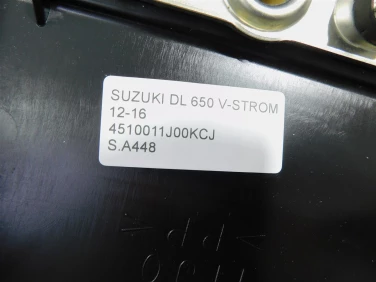 SUZUKI DL 650 V-STROM
12-16
4510011J00KCJ
S.A448